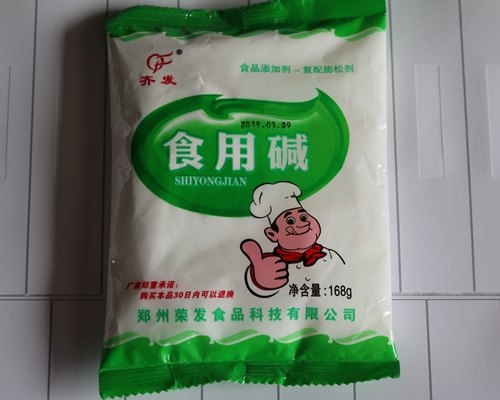 齐发®
食品添加剂-复配膨松剂
2019.03.09
食用碱
SHIYONGJIAN
厂家郑重承诺:
购买本品30日内可以退换
净含量:168g
郑州荣发食品科技有限公司